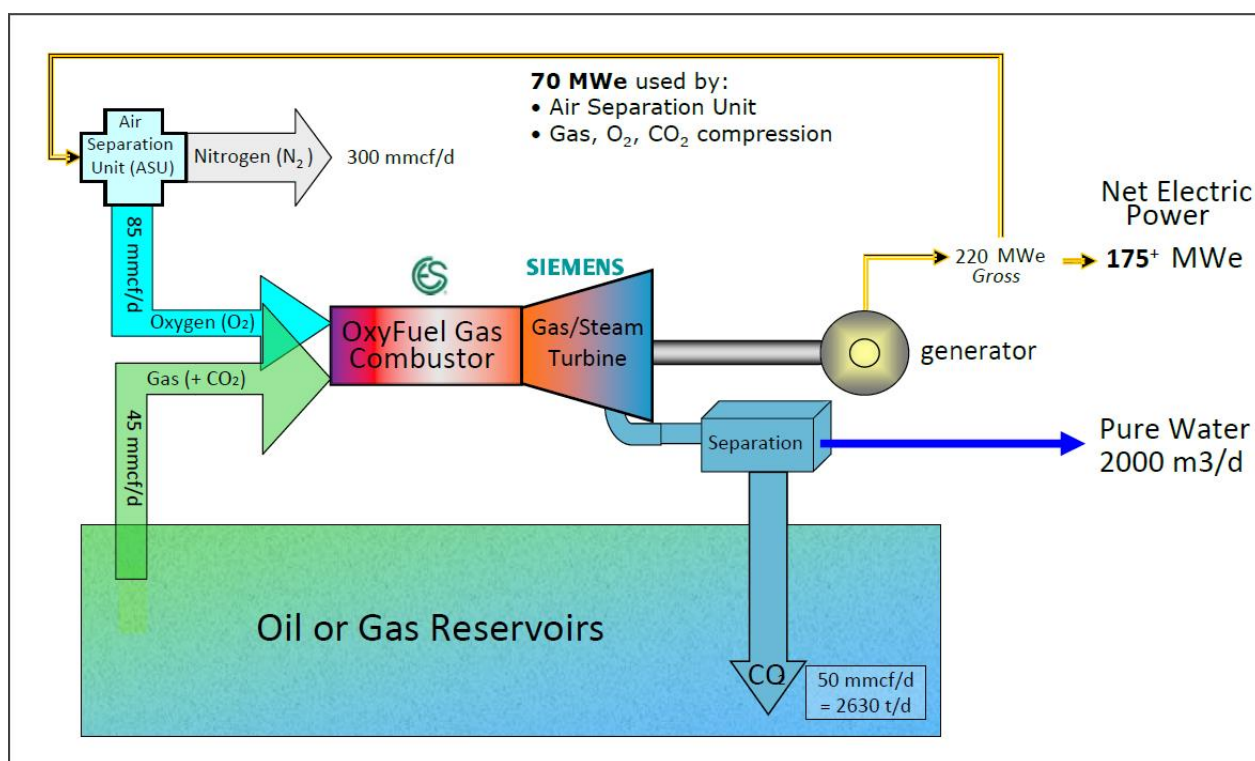 70 MWe used by:
• Air Separation Unit
• Gas, O₂, CO₂ compression
Air
Separation
Unit (ASU)
Nitrogen (N₂)
300 mmcf/d
Net Electric
Power
175⁺ MWe
220 MWe
Gross
85 mmcf/d
Oxygen (O₂)
CES
SIEMENS
OxyFuel Gas
Combustor
Gas/Steam
Turbine
generator
Gas (+ CO₂)
45 mmcf/d
Separation
Pure Water
2000 m3/d
Oil or Gas Reservoirs
CO₂
50 mmcf/d
= 2630 t/d